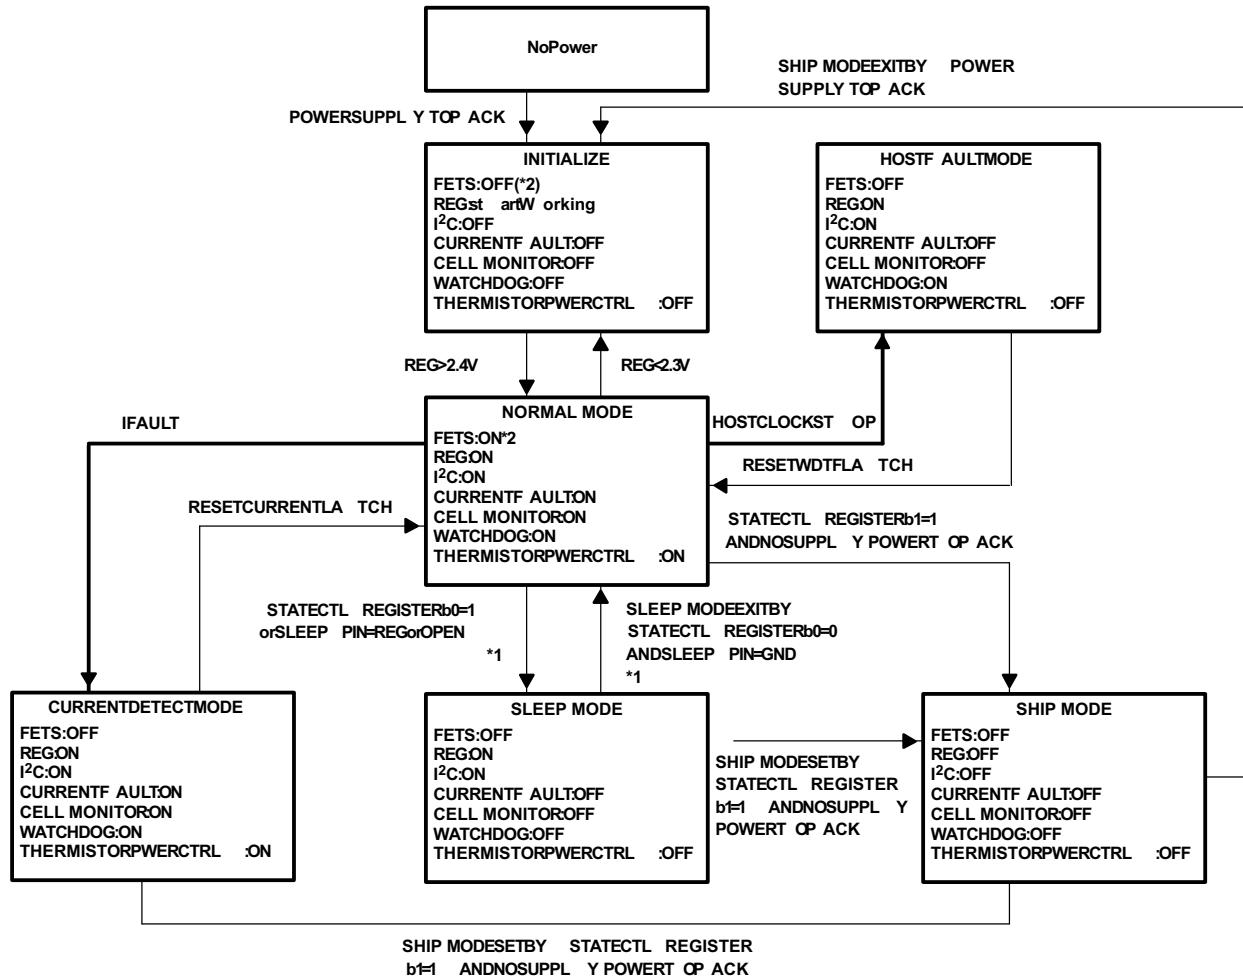 NoPower
SHIP MODEEXITBY POWER
SUPPLY TOP ACK
POWERSUPPL Y TOP ACK
INITIALIZE
FETS:OFF(*2)
REG:st artW orking
I²C:OFF
CURRENTF AULT:OFF
CELL MONITOR:OFF
WATCHDOG:OFF
THERMISTORPWERCTRL :OFF
HOSTF AULTMODE
FETS:OFF
REG:ON
I²C:ON
CURRENTF AULT:OFF
CELL MONITOR:OFF
WATCHDOG:ON
THERMISTORPWERCTRL :OFF
REG>2.4V
REG<2.3V
IFAULT
NORMAL MODE
FETS:ON*2
REG:ON
I²C:ON
CURRENTF AULT:ON
CELL MONITOR:ON
WATCHDOG:ON
THERMISTORPWERCTRL :ON
HOSTCLOCKST OP
RESETWDTFLA TCH
RESETCURRENTLA TCH
STATECTL REGISTERb1=1
ANDNOSUPPL Y POWERT OP ACK
STATECTL REGISTERb0=1
orSLEEP PIN=REGorOPEN
*1
SLEEP MODEEXITBY
STATECTL REGISTERb0=0
ANDSLEEP PIN=GND
*1
CURRENTDETECTMODE
FETS:OFF
REG:ON
I²C:ON
CURRENTF AULT:ON
CELL MONITOR:ON
WATCHDOG:ON
THERMISTORPWERCTRL :ON
SLEEP MODE
FETS:OFF
REG:ON
I²C:ON
CURRENTF AULT:OFF
CELL MONITOR:OFF
WATCHDOG:OFF
THERMISTORPWERCTRL :OFF
SHIP MODESETBY
STATECTL REGISTER
b1=1 ANDNOSUPPL Y
POWERT OP ACK
SHIP MODE
FETS:OFF
REG:OFF
I²C:OFF
CURRENTF AULT:OFF
CELL MONITOR:OFF
WATCHDOG:OFF
THERMISTORPWERCTRL :OFF
SHIP MODESETBY STATECTL REGISTER
b1=1 ANDNOSUPPL Y POWERT OP ACK